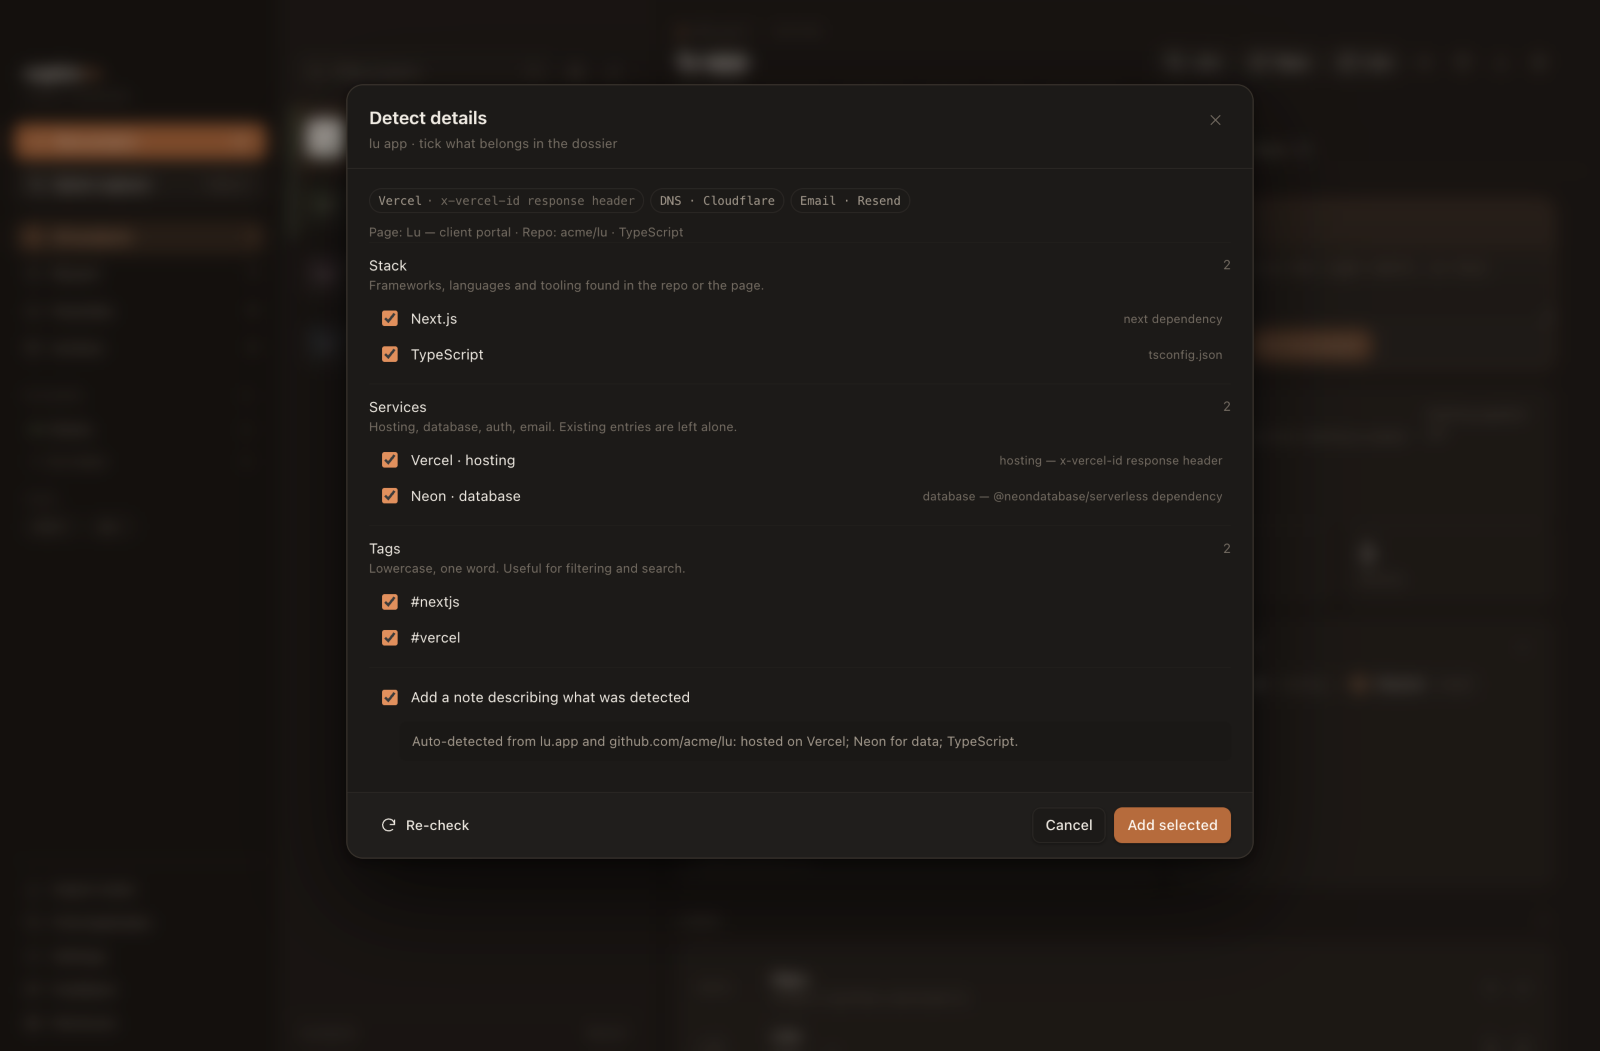 Detect details
lu app · tick what belongs in the dossier
Vercel · x-vercel-id response header DNS · Cloudflare Email · Resend
Page: Lu — client portal · Repo: acme/lu · TypeScript
Stack 2
Frameworks, languages and tooling found in the repo or the page.
Next.js next dependency
TypeScript tsconfig.json
Services 2
Hosting, database, auth, email. Existing entries are left alone.
Vercel · hosting hosting — x-vercel-id response header
Neon · database database — @neondatabase/serverless dependency
Tags 2
Lowercase, one word. Useful for filtering and search.
#nextjs
#vercel
Add a note describing what was detected
Auto-detected from lu.app and github.com/acme/lu: hosted on Vercel; Neon for data; TypeScript.
Re-check Cancel Add selected